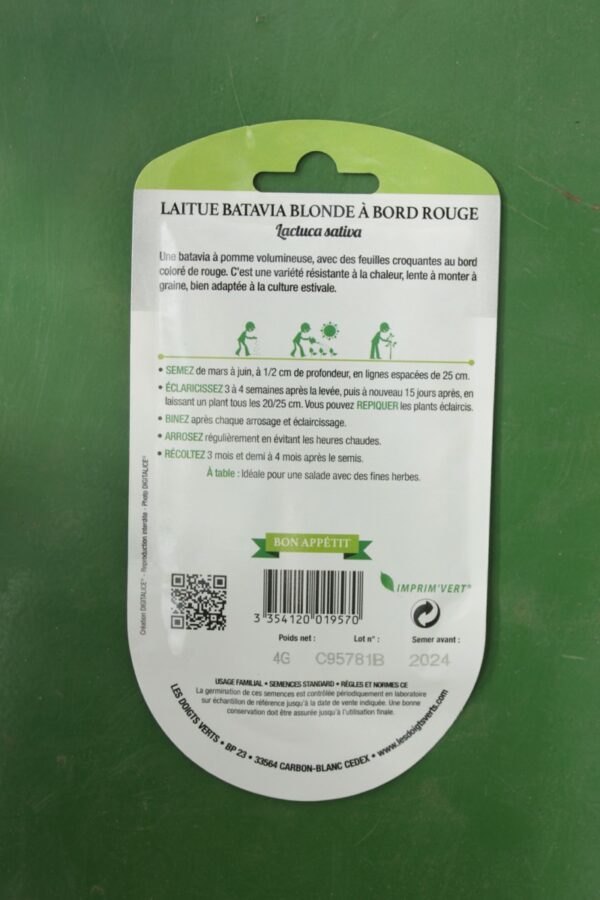 LAITUE BATAVIA BLONDE À BORD ROUGE
Lactuca sativa
Une batavia à pomme volumineuse, avec des feuilles croquantes au bord
coloré de rouge. C'est une variété résistante à la chaleur, lente à monter à
graine, bien adaptée à la culture estivale.
• SEMEZ de mars à juin, à 1/2 cm de profondeur, en lignes espacées de 25 cm.
• ÉCLARICISSEZ 3 à 4 semaines après la levée, puis à nouveau 15 jours après, en
laissant un plant tous les 20/25 cm. Vous pouvez REPIQUER les plants éclaircis.
• BINEZ après chaque arrosage et éclaircissage.
• ARROSEZ régulièrement en évitant les heures chaudes.
• RÉCOLTEZ 3 mois et demi à 4 mois après le semis.
À table : Idéale pour une salade avec des fines herbes.
Création DIGITALICE® - Reproduction interdite - Photo DIGITALICE®
BON APPÉTIT
IMPRIM'VERT®
3 354120 019570
Poids net : Lot n° : Semer avant :
4G C95781B 2024
USAGE FAMILIAL • SEMENCES STANDARD • RÈGLES ET NORMES CE
La germination de ces semences est contrôlée périodiquement en laboratoire
sur échantillon de référence jusqu'à la date de vente indiquée. Une bonne
conservation doit être assurée jusqu'à l'utilisation finale.
LES DOIGTS VERTS • BP 23 • 33564 CARBON-BLANC CEDEX • www.lesdoigtsverts.com